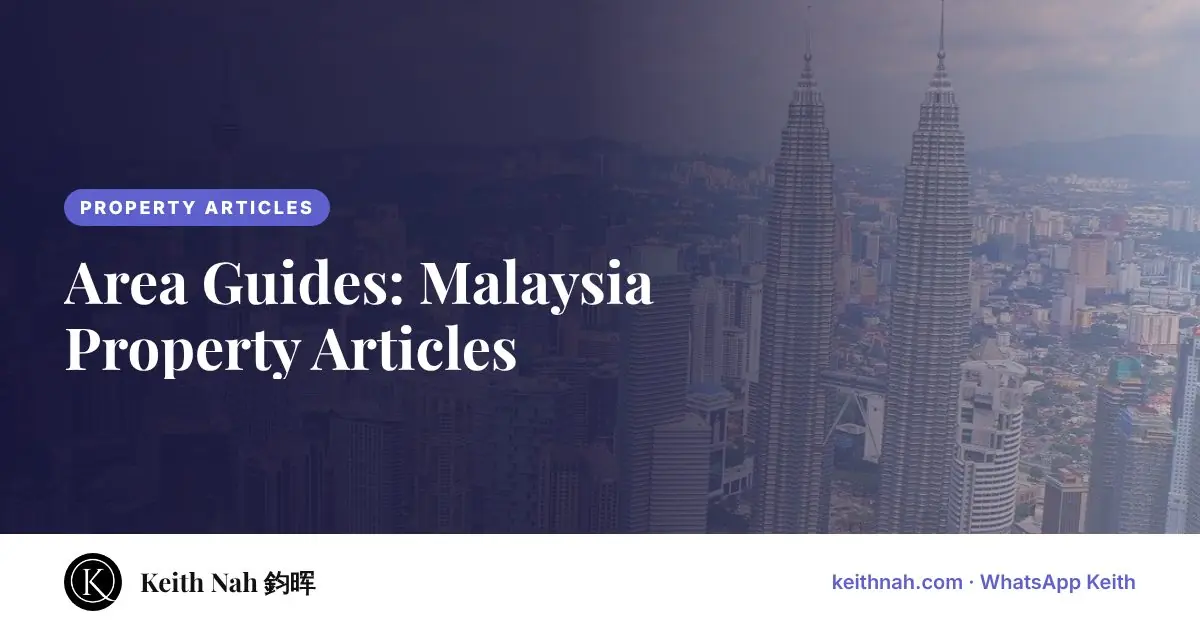 PROPERTY ARTICLES
Area Guides: Malaysia
Property Articles
K
Keith Nah 鈞晖
keithnah.com · WhatsApp Keith